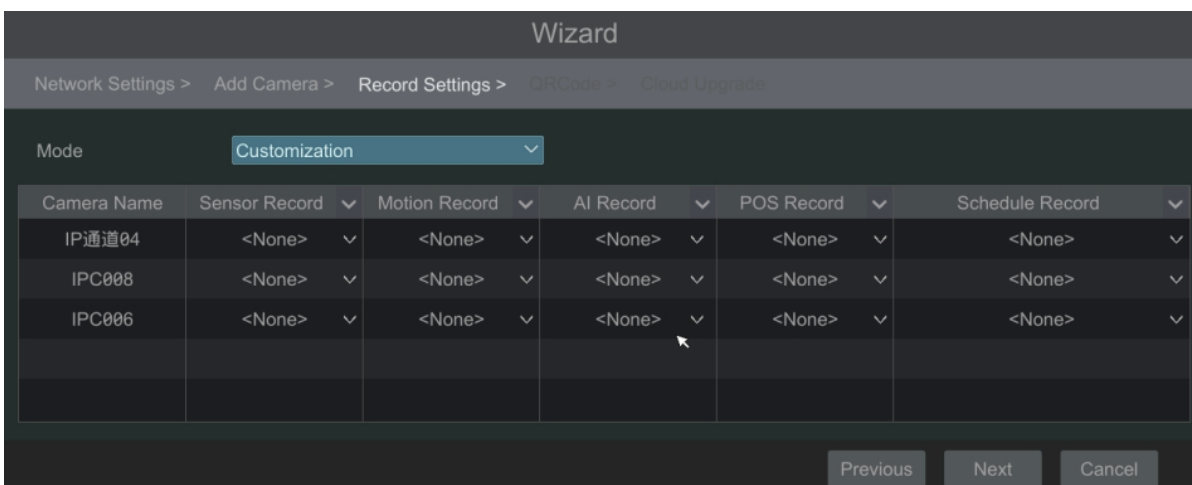 Wizard
Network Settings > Add Camera > Record Settings > QRCode > Cloud Upgrade
Mode Customization
Camera Name Sensor Record Motion Record AI Record POS Record Schedule Record
IP通道04 <None> <None> <None> <None> <None>
IPC008 <None> <None> <None> <None> <None>
IPC006 <None> <None> <None> <None> <None>
Previous Next Cancel